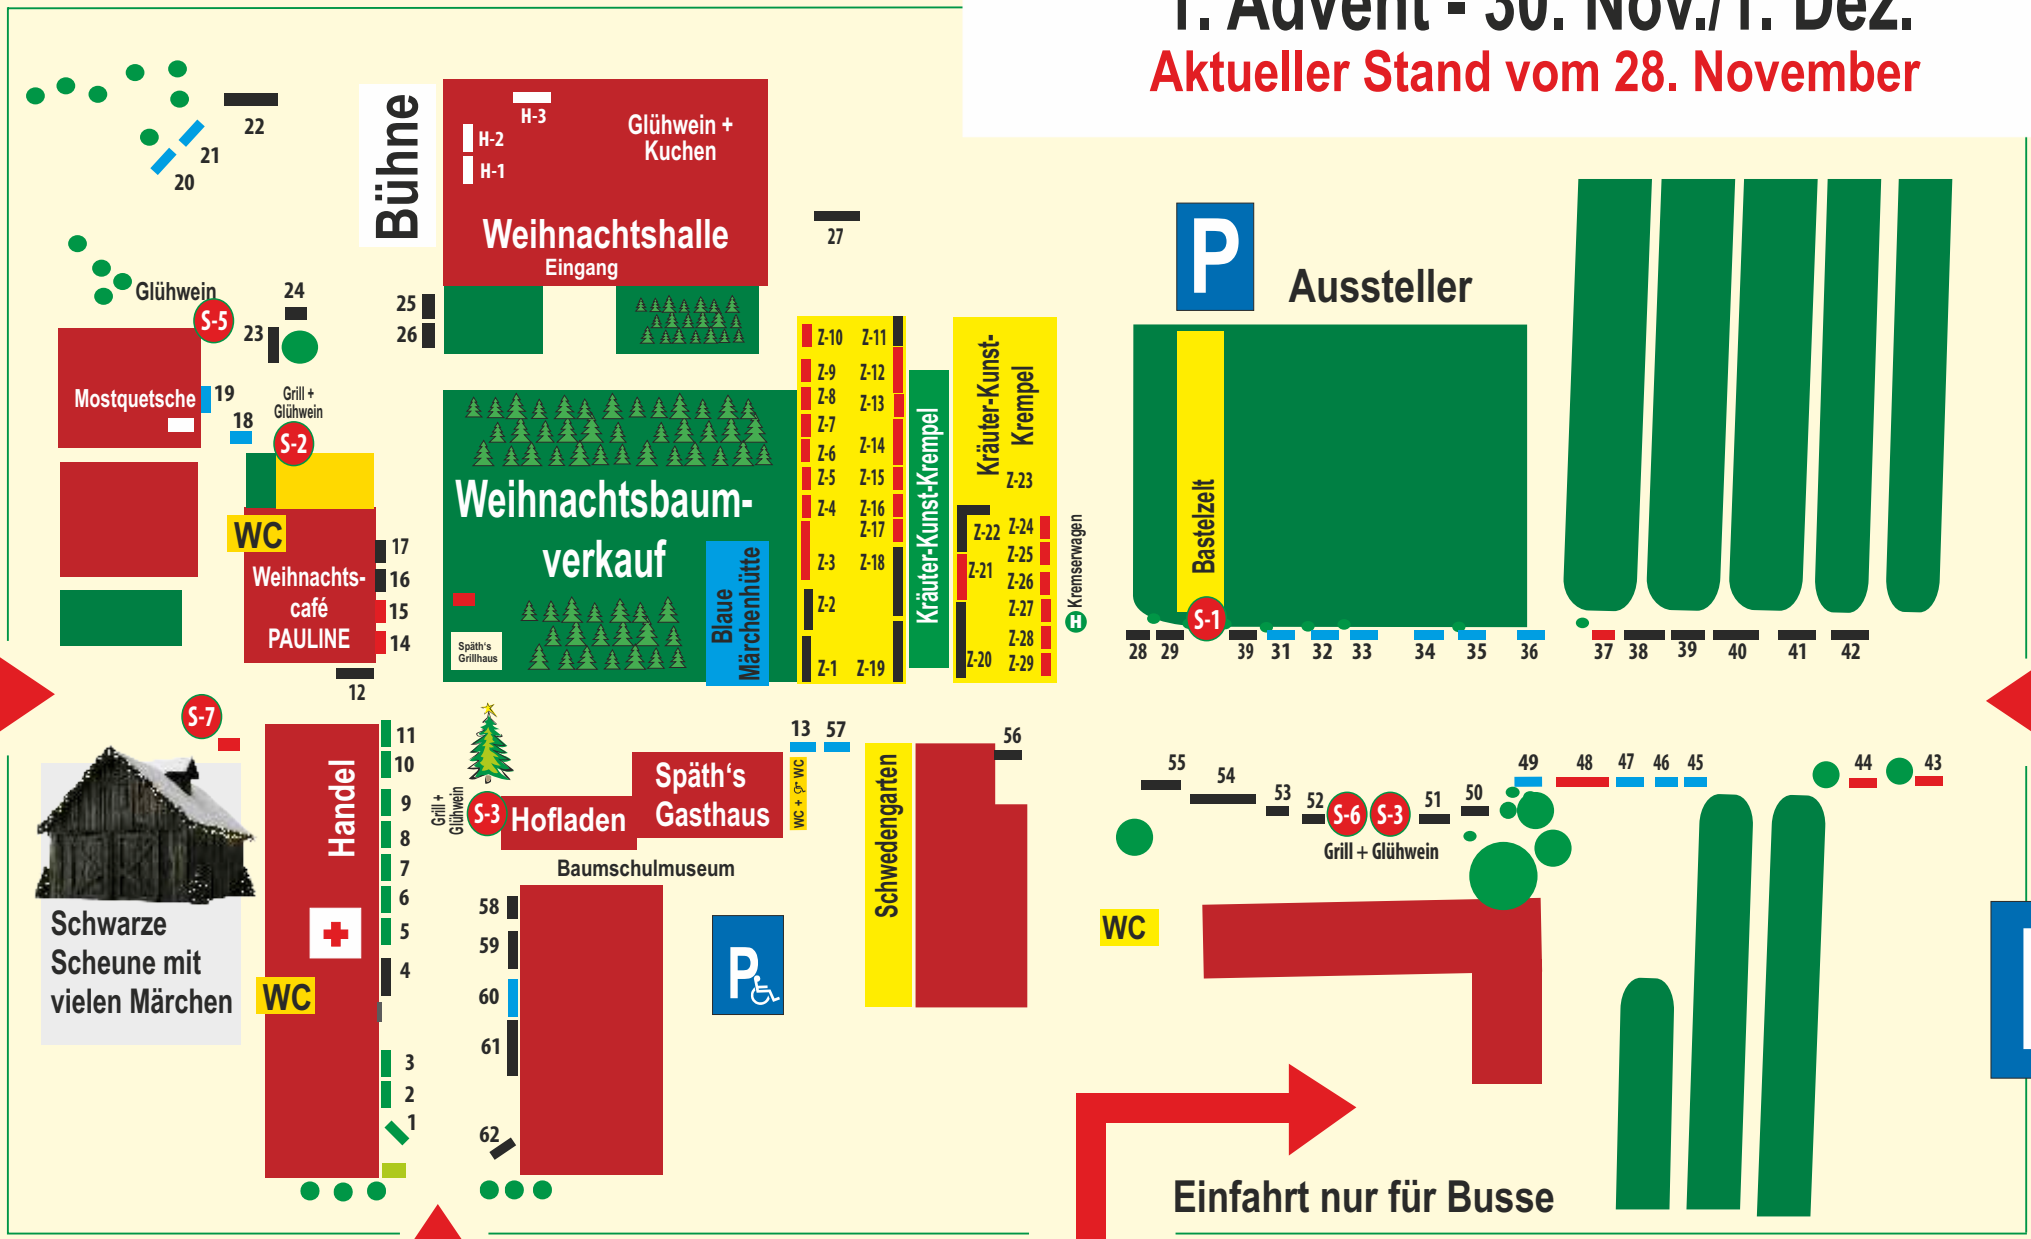 1. Advent - 30. Nov./1. Dez.
Aktueller Stand vom 28. November
22
21
20
Bühne
H-3
H-2
H-1
Glühwein +
Kuchen
Weihnachtshalle
Eingang
27
P
Aussteller
Glühwein
S-5
24
23
25
26
Mostquetsche
19
18
Grill +
Glühwein
S-2
WC
Weihnachts-
café
PAULINE
17
16
15
14
12
Weihnachtsbaum-
verkauf
Späth's
Grillhaus
Blaue
Märchenhütte
Z-10
Z-9
Z-8
Z-7
Z-6
Z-5
Z-4
Z-3
Z-2
Z-1
Z-11
Z-12
Z-13
Z-14
Z-15
Z-16
Z-17
Z-18
Z-19
Kräuter-Kunst-Krempel
Kräuter-Kunst-
Krempel
Z-23
Z-22
Z-21
Z-20
Z-24
Z-25
Z-26
Z-27
Z-28
Z-29
H Kremserwagen
Bastelzelt
S-1
28
29
39
31
32
33
34
35
36
37
38
39
40
41
42
S-7
Schwarze
Scheune mit
vielen Märchen
Handel
WC
11
10
9
8
7
6
5
4
3
2
1
Grill +
Glühwein
S-3
Hofladen
Späth's
Gasthaus
13
57
WC + WC
Baumschulmuseum
58
59
60
61
62
P
Schwedengarten
56
55
54
53
52
S-6
S-3
51
50
Grill + Glühwein
49
48
47
46
45
44
43
WC
Einfahrt nur für Busse